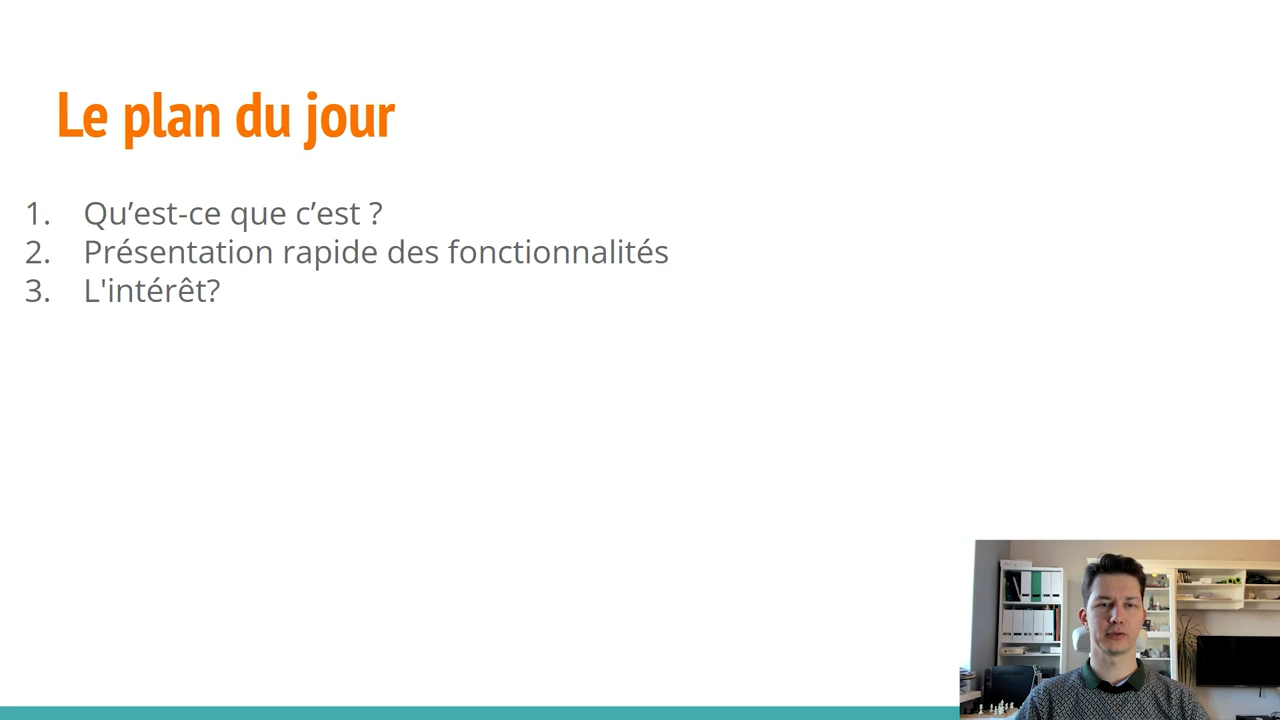 Le plan du jour
1. Qu’est-ce que c’est ?
2. Présentation rapide des fonctionnalités
3. L'intérêt?